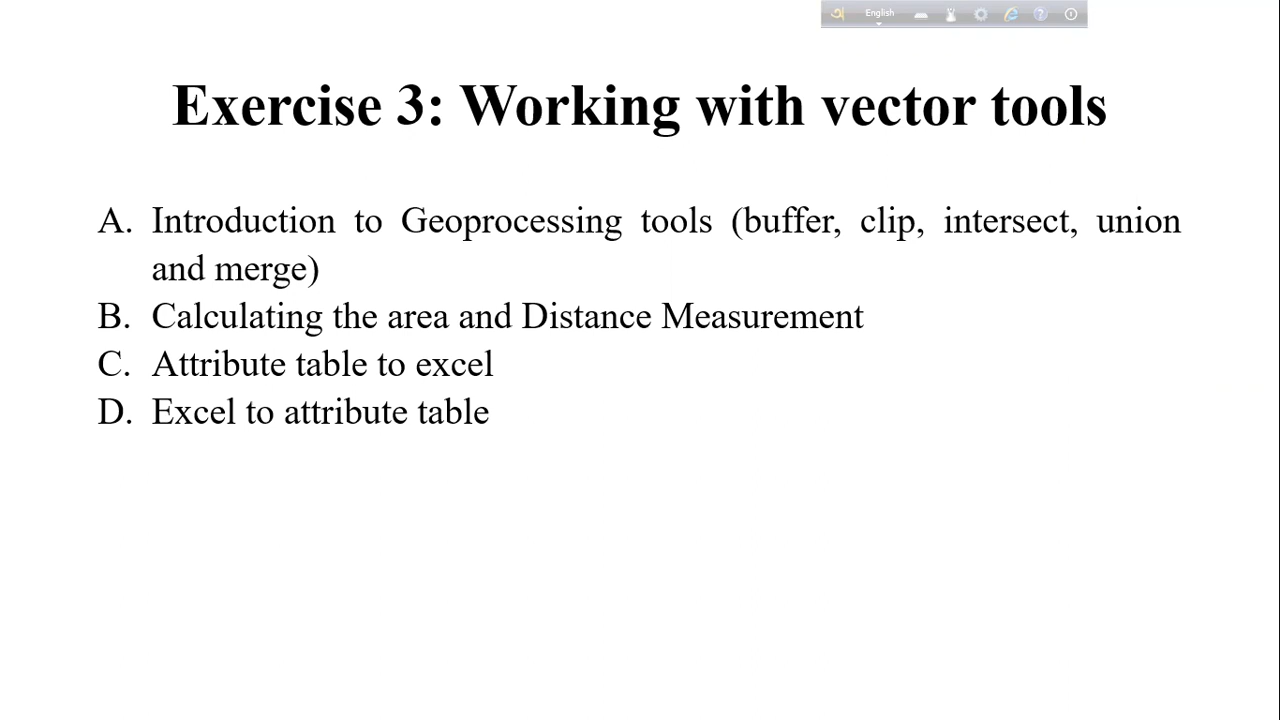 অ English
Exercise 3: Working with vector tools
A. Introduction to Geoprocessing tools (buffer, clip, intersect, union
and merge)
B. Calculating the area and Distance Measurement
C. Attribute table to excel
D. Excel to attribute table